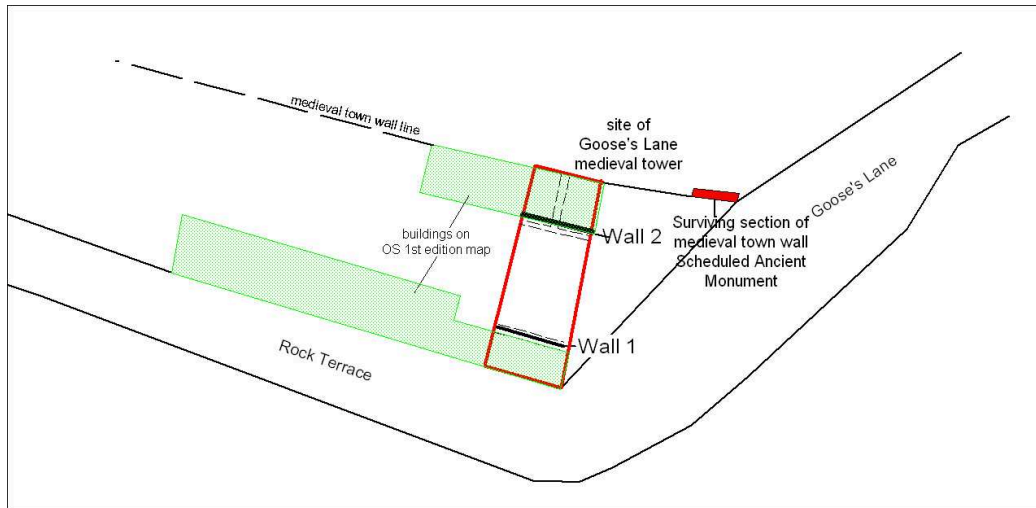 medieval town wall line
site of
Goose's Lane
medieval tower
Goose's Lane
Surviving section of
medieval town wall
Scheduled Ancient
Monument
Wall 2
buildings on
OS 1st edition map
Wall 1
Rock Terrace